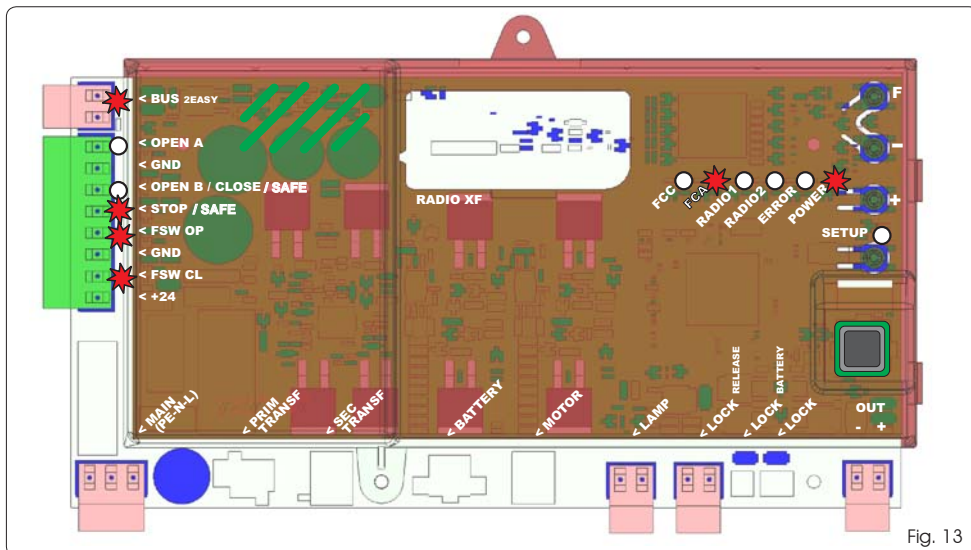 < BUS 2EASY
< OPEN A
< GND
< OPEN B / CLOSE / SAFE
< STOP / SAFE
< FSW OP
< GND
< FSW CL
< +24
RADIO XF
F
-
+
FCC
FCA
RADIO1
RADIO2
ERROR
POWER
SETUP
< MAIN
(PE-N-L)
< PRIM
TRANSF
< SEC
TRANSF
< BATTERY
< MOTOR
< LAMP
< LOCK RELEASE
< LOCK BATTERY
< LOCK
OUT
- +
Fig. 13